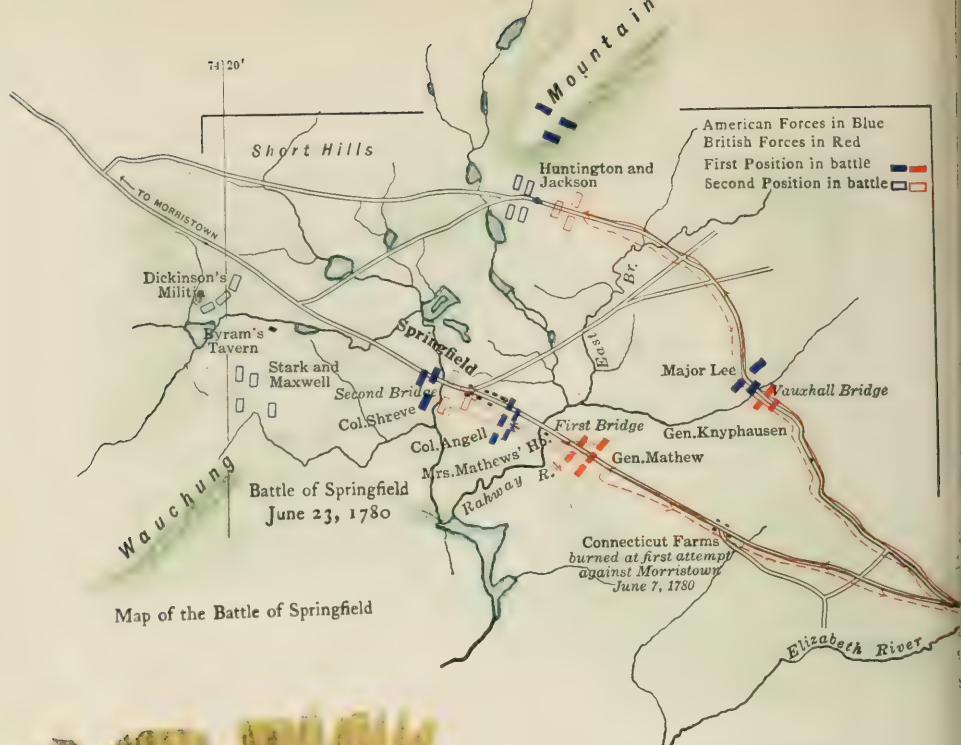 Mountain
74° 20'
American Forces in Blue
British Forces in Red
First Position in battle
Second Position in battle
Short Hills
Huntington and
Jackson
TO MORRISTOWN
Dickinson's
Militia
Byram's
Tavern
Springfield
East Br.
Stark and
Maxwell
Second Bridge
Col. Shreve
Major Lee
Vauxhall Bridge
Col. Angell
First Bridge
Gen. Knyphausen
Mrs. Mathews' Ho.
Gen. Mathew
Rahway R.
Wauchung
Battle of Springfield
June 23, 1780
Connecticut Farms
burned at first attempt
against Morristown
June 7, 1780
Map of the Battle of Springfield
Elizabeth River